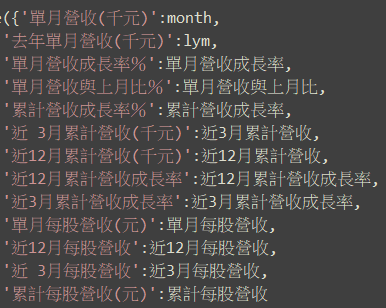 e({'單月營收(千元)':month,
'去年單月營收(千元)':lym,
'單月營收成長率％':單月營收成長率,
'單月營收與上月比％':單月營收與上月比,
'累計營收成長率％':累計營收成長率,
'近 3月累計營收(千元)':近3月累計營收,
'近12月累計營收(千元)':近12月累計營收,
'近12月累計營收成長率':近12月累計營收成長率,
'近3月累計營收成長率':近3月累計營收成長率,
'單月每股營收(元)':單月每股營收,
'近12月每股營收':近12月每股營收,
'近 3月每股營收':近3月每股營收,
'累計每股營收(元)':累計每股營收